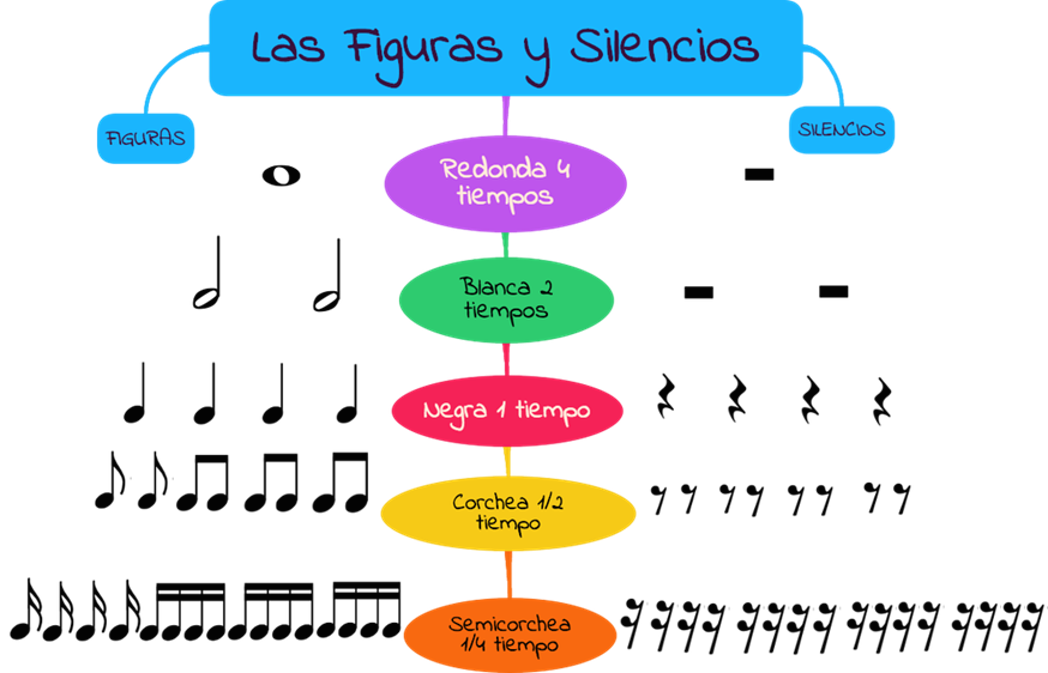 Las Figuras y Silencios
FIGURAS
SILENCIOS
Redonda 4
tiempos
Blanca 2
tiempos
Negra 1 tiempo
Corchea 1/2
tiempo
Semicorchea
1/4 tiempo